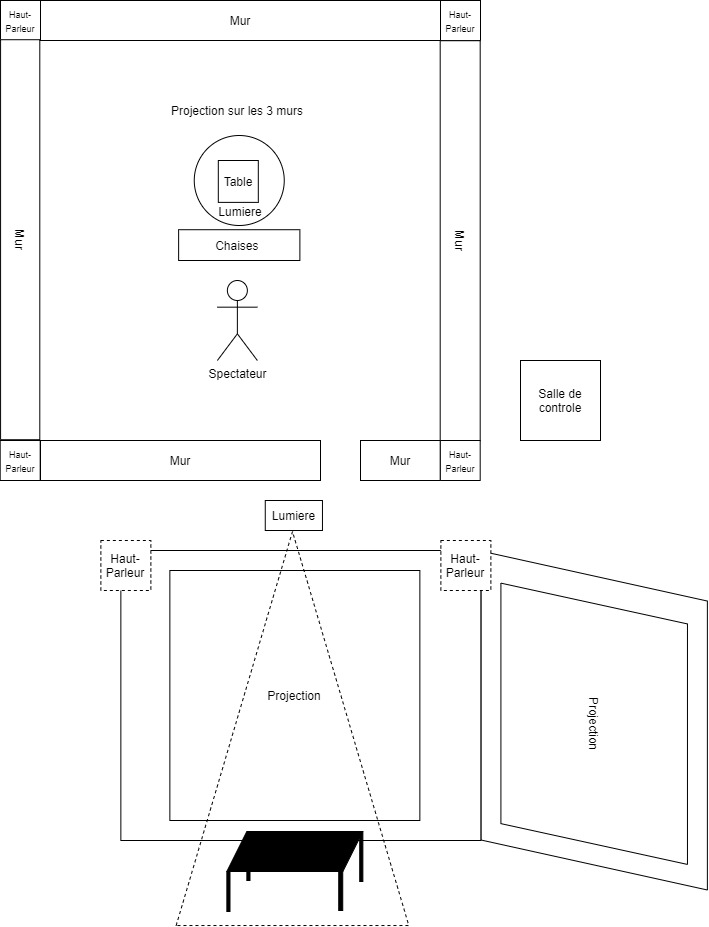 Haut-
Parleur
Mur
Haut-
Parleur
Projection sur les 3 murs
Table
Lumiere
Mur
Chaises
Mur
Spectateur
Salle de
controle
Haut-
Parleur
Mur
Mur
Haut-
Parleur
Lumiere
Haut-
Parleur
Haut-
Parleur
Projection
Projection